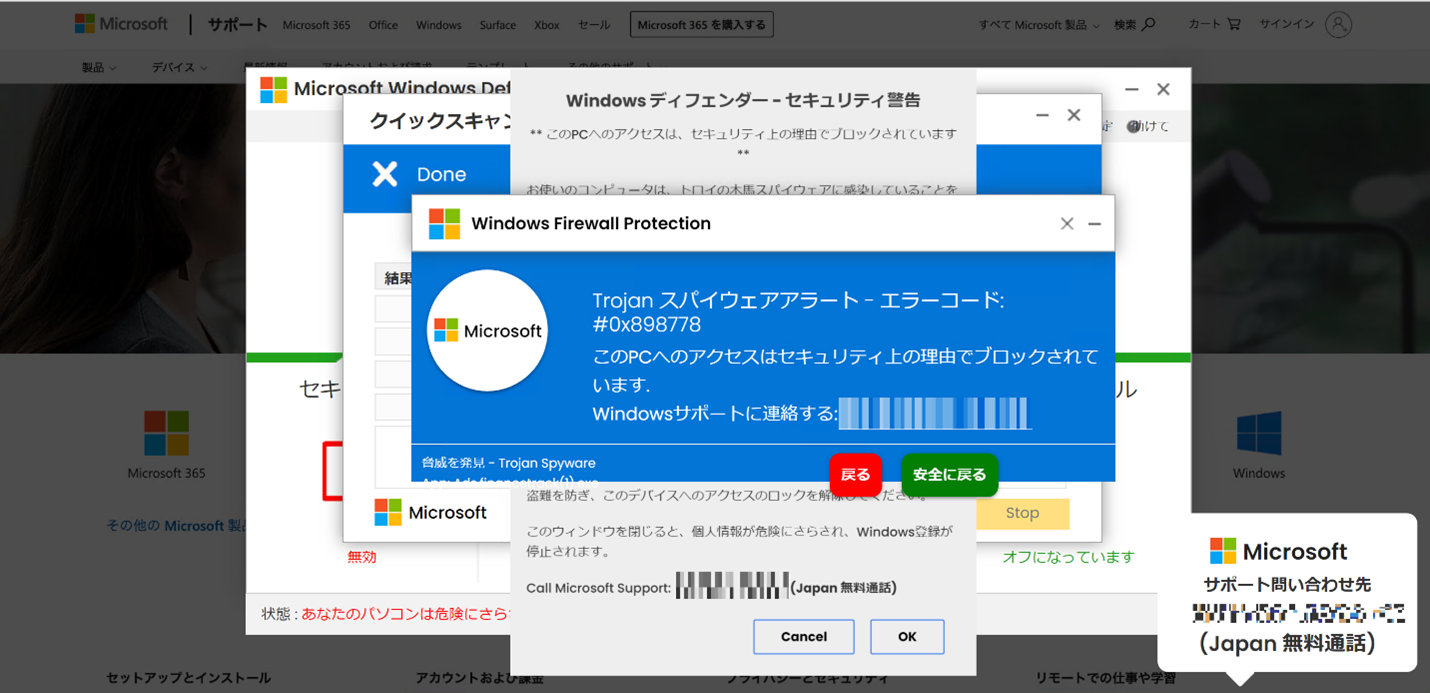 Microsoft サポート Microsoft 365 Office Windows Surface Xbox セール Microsoft 365 を購入する すべて Microsoft 製品 検索 カート サインイン
製品 デバイス
Microsoft Windows Def
クイックスキャン
Done
結果
Windows ディフェンダー - セキュリティ警告
** このPCへのアクセスは、セキュリティ上の理由でブロックされています
**
お使いのコンピュータは、トロイの木馬スパイウェアに感染していることを
Windows Firewall Protection
Microsoft
Trojan スパイウェアアラート - エラーコード:
#0x898778
このPCへのアクセスはセキュリティ上の理由でブロックされて
います.
Windowsサポートに連絡する:
脅威を発見 - Trojan Spyware
戻る 安全に戻る
セキ
ル
Microsoft 365
Windows
その他の Microsoft 製
盗難を防ぎ、このデバイスへのアクセスのロックを解除してください。
Microsoft
Stop
このウィンドウを閉じると、個人情報が危険にさらされ、Windows登録が
停止されます。
無効
オフになっています
Call Microsoft Support:
(Japan 無料通話)
状態 : あなたのパソコンは危険にさら
Cancel OK
Microsoft
サポート問い合わせ先
(Japan 無料通話)
セットアップとインストール アカウントおよび課金 プライバシーとセキュリティ リモートでの仕事や学習